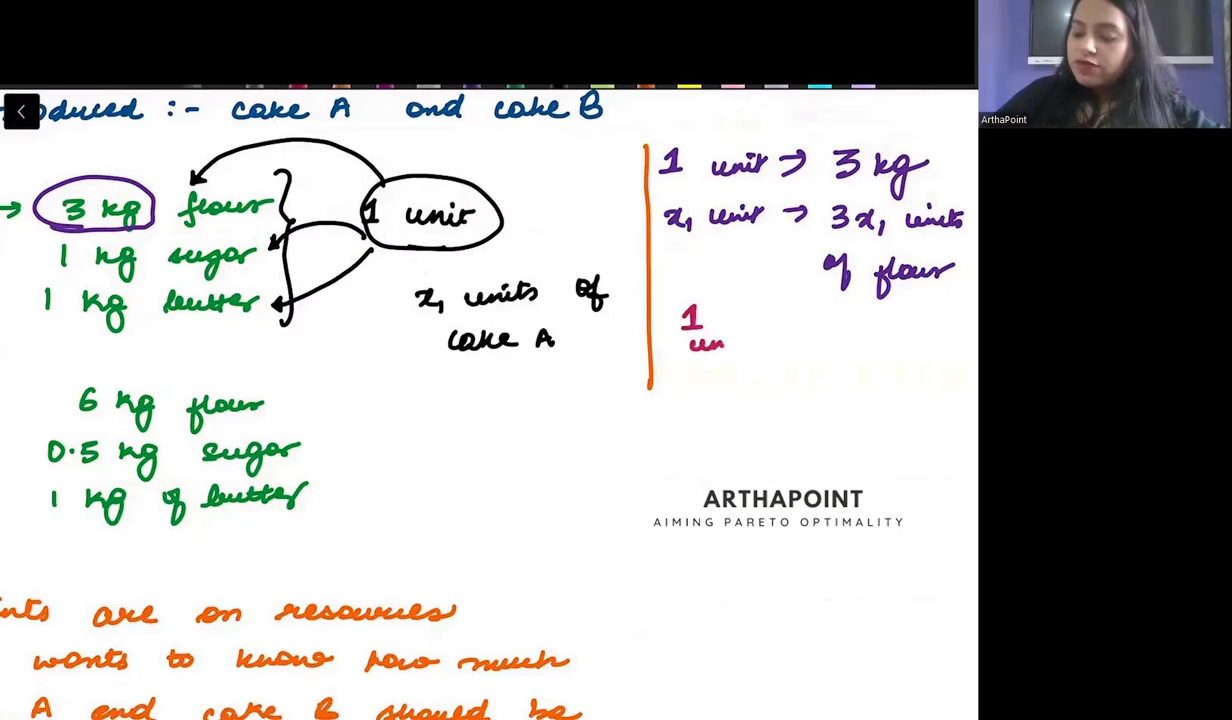 oduced :- cake A and cake B
→ 3 kg flour
1 kg sugar
1 kg butter
1 unit
x₁ units of
cake A
6 kg flour
0.5 kg sugar
1 kg of butter
1 unit → 3 kg
x₁ unit → 3x₁ units
of flour
1
un
ARTHAPOINT
AIMING PARETO OPTIMALITY
nts are on resources
wants to know how much
A and cake B should be
ArthaPoint